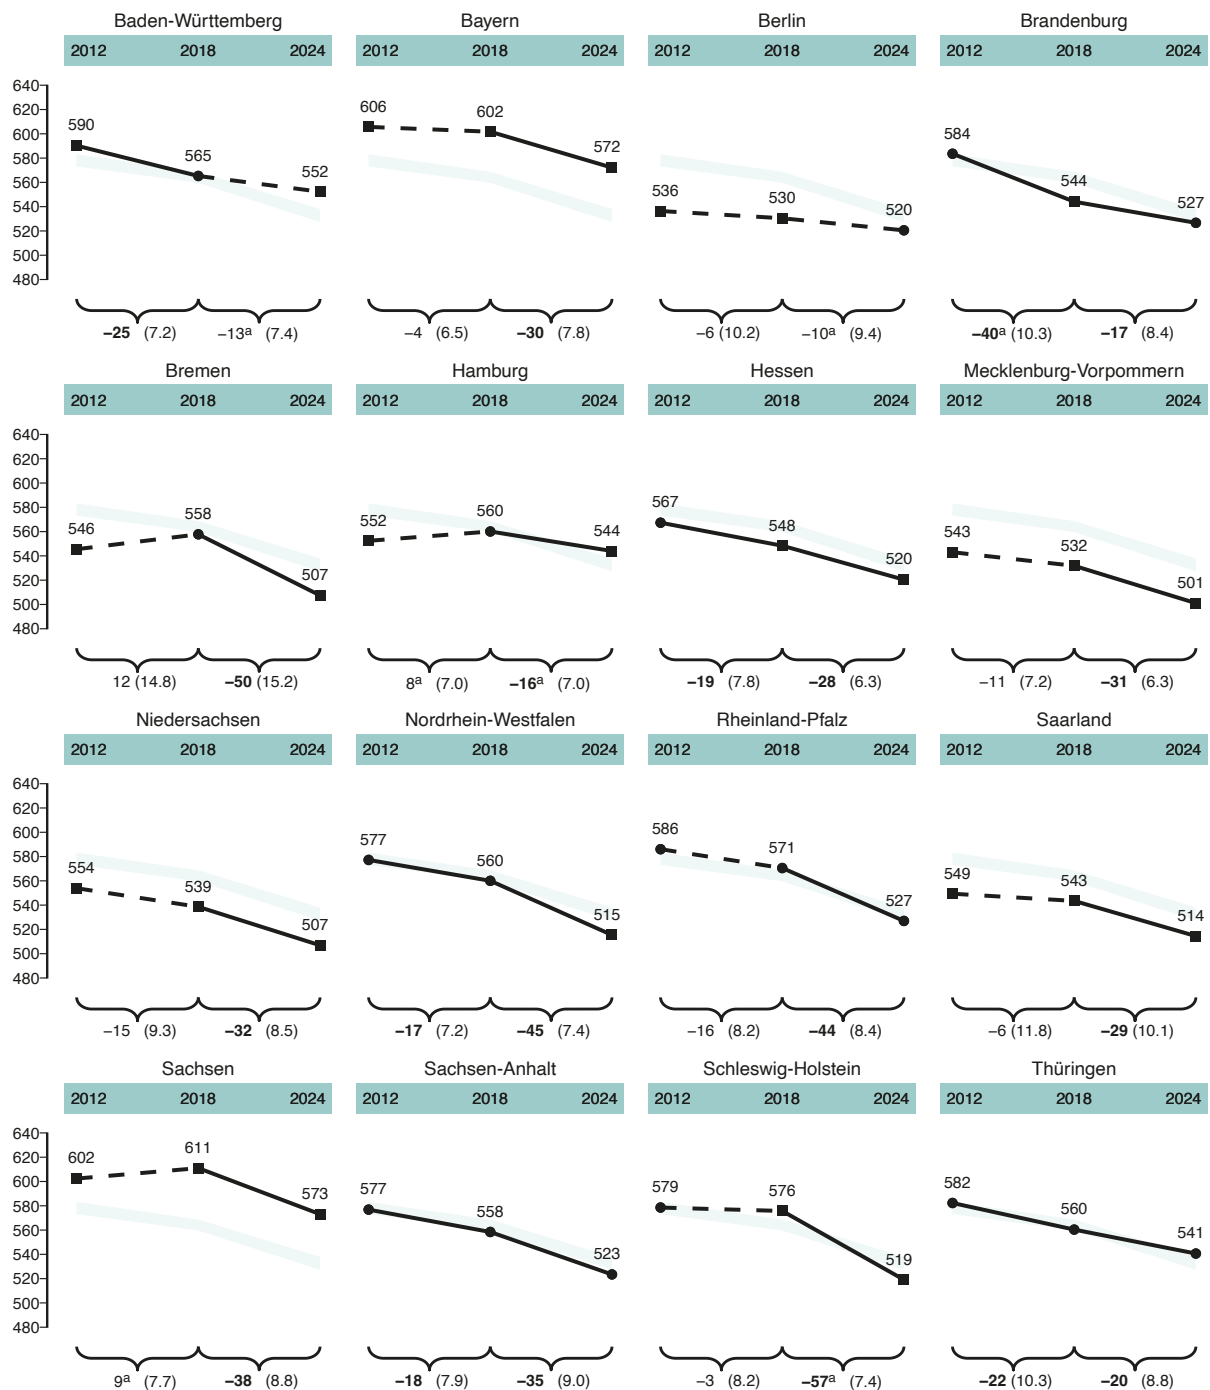 Baden-Württemberg Bayern Berlin Brandenburg
2012 2018 2024 2012 2018 2024 2012 2018 2024 2012 2018 2024
640
620
600
580
560
540
520
500
480
590 565 552
606 602 572
536 530 520
584 544 527
–25 (7.2) –13ᵃ (7.4) –4 (6.5) –30 (7.8) –6 (10.2) –10ᵃ (9.4) –40ᵃ (10.3) –17 (8.4)
Bremen Hamburg Hessen Mecklenburg-Vorpommern
2012 2018 2024 2012 2018 2024 2012 2018 2024 2012 2018 2024
640
620
600
580
560
540
520
500
480
546 558 507
552 560 544
567 548 520
543 532 501
12 (14.8) –50 (15.2) 8ᵃ (7.0) –16ᵃ (7.0) –19 (7.8) –28 (6.3) –11 (7.2) –31 (6.3)
Niedersachsen Nordrhein-Westfalen Rheinland-Pfalz Saarland
2012 2018 2024 2012 2018 2024 2012 2018 2024 2012 2018 2024
640
620
600
580
560
540
520
500
480
554 539 507
577 560 515
586 571 527
549 543 514
–15 (9.3) –32 (8.5) –17 (7.2) –45 (7.4) –16 (8.2) –44 (8.4) –6 (11.8) –29 (10.1)
Sachsen Sachsen-Anhalt Schleswig-Holstein Thüringen
2012 2018 2024 2012 2018 2024 2012 2018 2024 2012 2018 2024
640
620
600
580
560
540
520
500
480
602 611 573
577 558 523
579 576 519
582 560 541
9ᵃ (7.7) –38 (8.8) –18 (7.9) –35 (9.0) –3 (8.2) –57ᵃ (7.4) –22 (10.3) –20 (8.8)